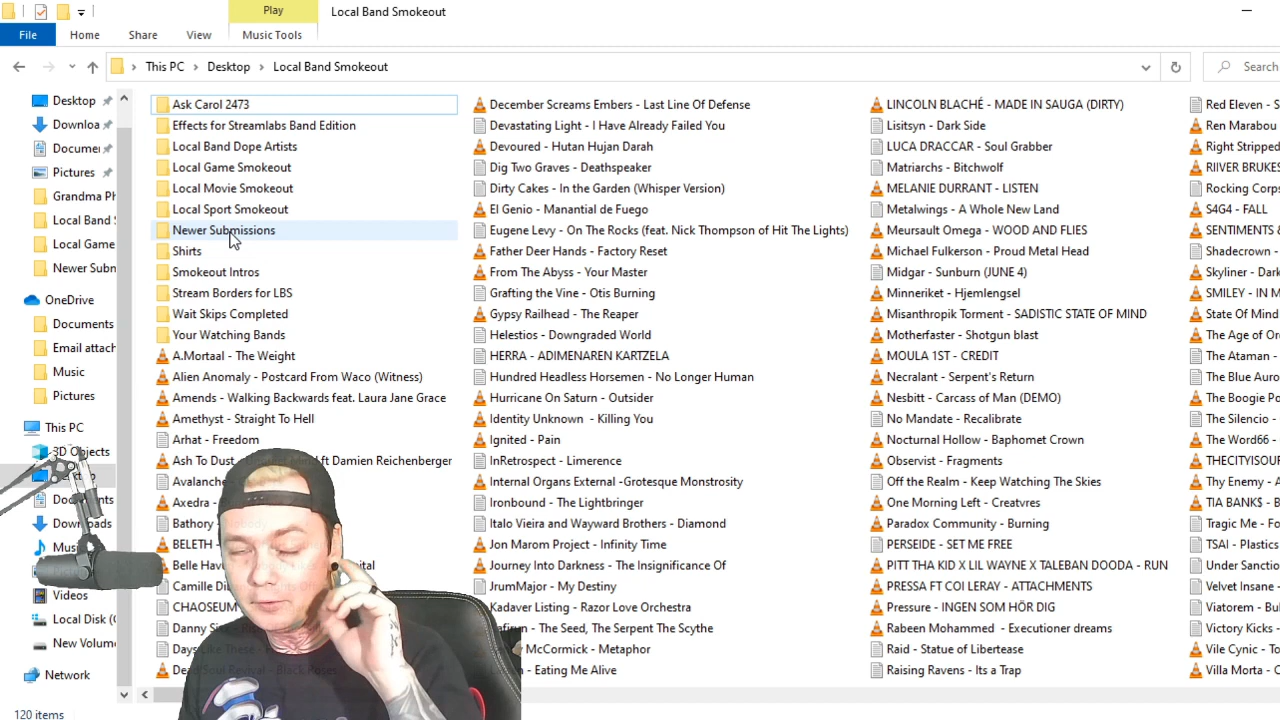 Play
Local Band Smokeout
File
Home
Share
View
Music Tools
This PC
Desktop
Local Band Smokeout
Search
Desktop
Downloa
Documer
Pictures
Grandma Ph
Local Band
Local Game
Newer Subn
OneDrive
Documents
Email attach
Music
Pictures
This PC
3D Objects
Downloads
Videos
Local Disk (
New Volum
Network
Ask Carol 2473
Effects for Streamlabs Band Edition
Local Band Dope Artists
Local Game Smokeout
Local Movie Smokeout
Local Sport Smokeout
Newer Submissions
Shirts
Smokeout Intros
Stream Borders for LBS
Wait Skips Completed
Your Watching Bands
A.Mortaal - The Weight
Alien Anomaly - Postcard From Waco (Witness)
Amends - Walking Backwards feat. Laura Jane Grace
Amethyst - Straight To Hell
Arhat - Freedom
Ash To Dust ft Damien Reichenberger
Avalanche
Axedra -
Bathory - Nobody
BELETH
Belle Hav
Camille Di
CHAOSEUM
Danny S
Days Like These -
Dead Soul Revival - Black Roses
December Screams Embers - Last Line Of Defense
Devastating Light - I Have Already Failed You
Devoured - Hutan Hujan Darah
Dig Two Graves - Deathspeaker
Dirty Cakes - In the Garden (Whisper Version)
El Genio - Manantial de Fuego
Eugene Levy - On The Rocks (feat. Nick Thompson of Hit The Lights)
Father Deer Hands - Factory Reset
From The Abyss - Your Master
Grafting the Vine - Otis Burning
Gypsy Railhead - The Reaper
Helestios - Downgraded World
HERRA - ADIMENAREN KARTZELA
Hundred Headless Horsemen - No Longer Human
Hurricane On Saturn - Outsider
Identity Unknown  - Killing You
Ignited - Pain
InRetrospect - Limerence
Internal Organs External -Grotesque Monstrosity
Ironbound - The Lightbringer
Italo Vieira and Wayward Brothers - Diamond
Jon Marom Project - Infinity Time
Journey Into Darkness - The Insignificance Of
JrumMajor - My Destiny
Kadaver Listing - Razor Love Orchestra
- The Seed, The Serpent The Scythe
McCormick - Metaphor
- Eating Me Alive
LINCOLN BLACHÉ - MADE IN SAUGA (DIRTY)
Lisitsyn - Dark Side
LUCA DRACCAR - Soul Grabber
Matriarchs - Bitchwolf
MELANIE DURRANT - LISTEN
Metalwings - A Whole New Land
Meursault Omega - WOOD AND FLIES
Michael Fulkerson - Proud Metal Head
Midgar - Sunburn (JUNE 4)
Minneriket - Hjemlengsel
Misanthropik Torment - SADISTIC STATE OF MIND
Motherfaster - Shotgun blast
MOULA 1ST - CREDIT
Necralant - Serpent's Return
Nesbitt - Carcass of Man (DEMO)
No Mandate - Recalibrate
Nocturnal Hollow - Baphomet Crown
Observist - Fragments
Off the Realm - Keep Watching The Skies
One Morning Left - Creatvres
Paradox Community - Burning
PERSEIDE - SET ME FREE
PITT THA KID X LIL WAYNE X TALEBAN DOODA - RUN
PRESSA FT COI LERAY - ATTACHMENTS
Pressure - INGEN SOM HÖR DIG
Rabeen Mohammed  - Executioner dreams
Raid - Statue of Libertease
Raising Ravens - Its a Trap
Red Eleven - S
Ren Marabou
Right Stripped
RIIVER BRUKES
Rocking Corps
S4G4 - FALL
SENTIMENTS &
Shadecrown -
Skyliner - Dark
SMILEY - IN M
State Of Mind
The Age of Or
The Ataman -
The Blue Auro
The Boogie Po
The Silencio -
The Word66 -
THECITYISOUR
Thy Enemy - A
TIA BANK$ - T
Tragic Me - Fo
TSAI - Plastics
Under Sanctio
Velvet Insane -
Viatorem - Bu
Victory Kicks -
Vile Cynic - To
Villa Morta - C
120 items